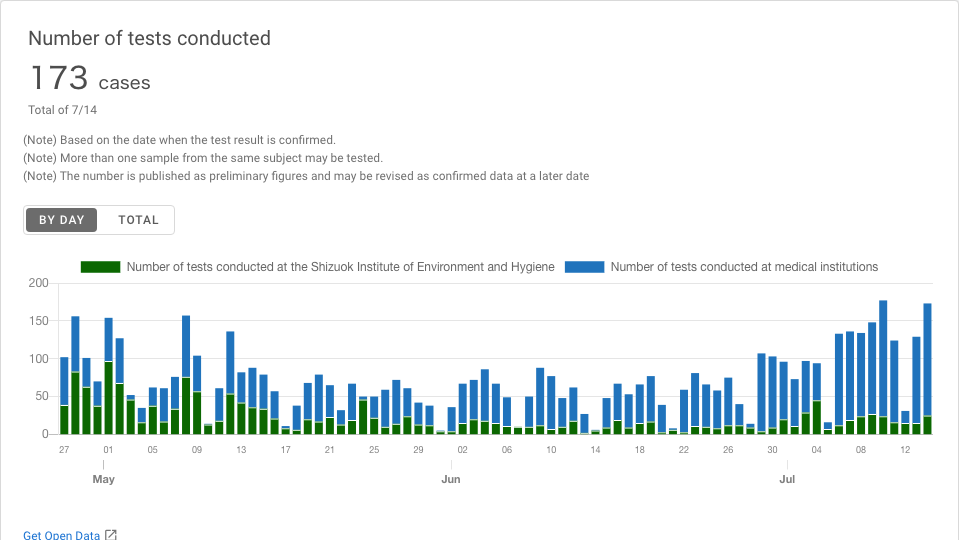 Number of tests conducted
173 cases
Total of 7/14
(Note) Based on the date when the test result is confirmed.
(Note) More than one sample from the same subject may be tested.
(Note) The number is published as preliminary figures and may be revised as confirmed data at a later date
BY DAY TOTAL
Number of tests conducted at the Shizuok Institute of Environment and Hygiene Number of tests conducted at medical institutions
200
150
100
50
0
27 01 05 09 13 17 21 25 29 02 06 10 14 18 22 26 30 04 08 12
May Jun Jul
Get Open Data